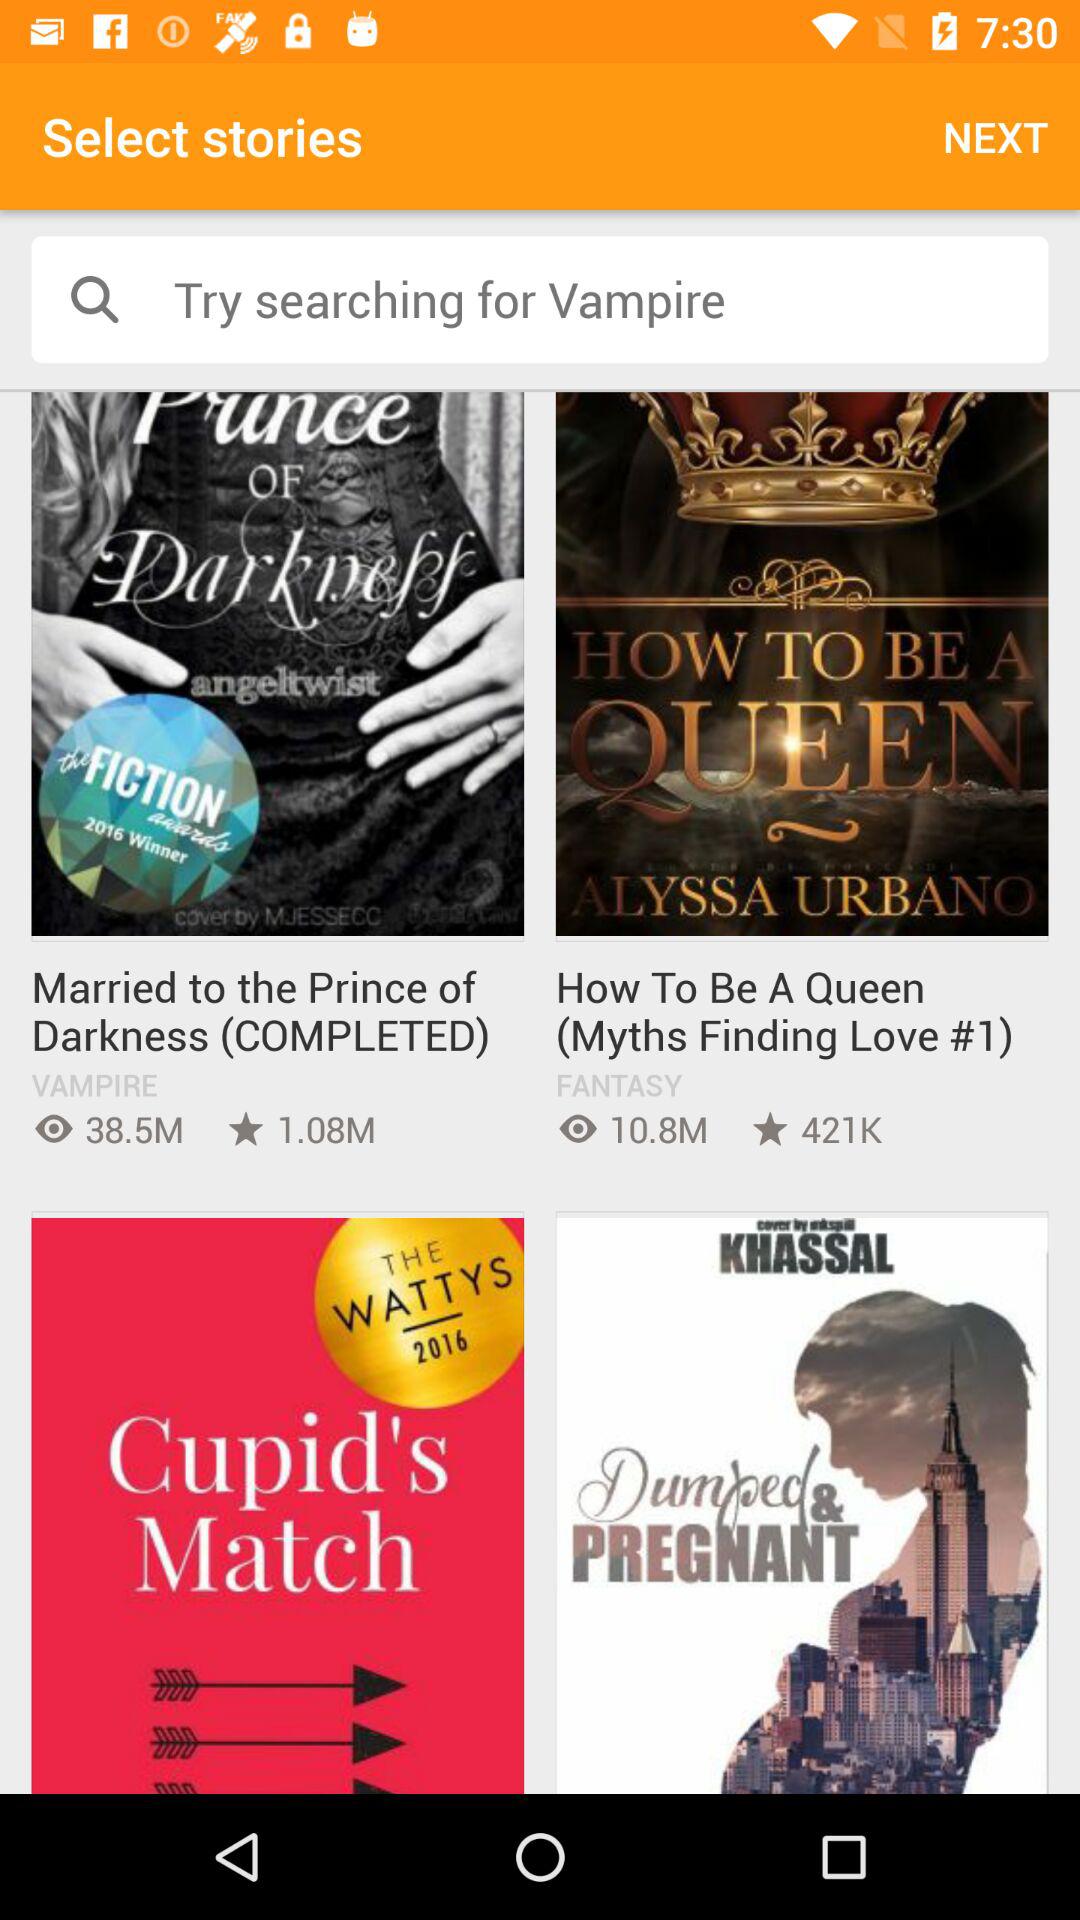 FAKE
7:30
Select stories
NEXT
Try searching for Vampire
Prince
OF
Darkness
angeltwist
the FICTION
awards
2016 Winner
cover by MJESSECC
HOW TO BE A
QUEEN
ALYSSA URBANO
Married to the Prince of
Darkness (COMPLETED)
VAMPIRE
38.5M 1.08M
How To Be A Queen
(Myths Finding Love #1)
FANTASY
10.8M 421K
THE
WATTYS
2016
Cupid's
Match
cover by
KHASSAL
Dumped &
PREGNANT